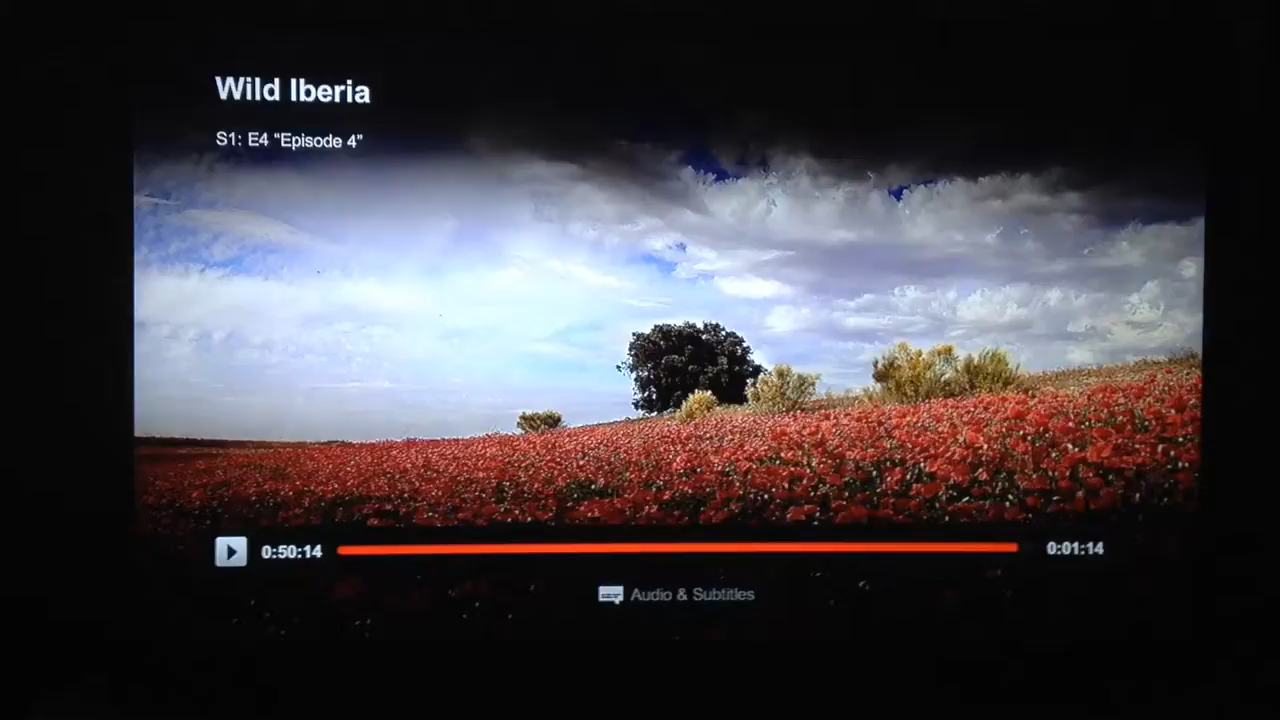 Wild Iberia
S1: E4 “Episode 4”
0:50:14 0:01:14
Audio & Subtitles